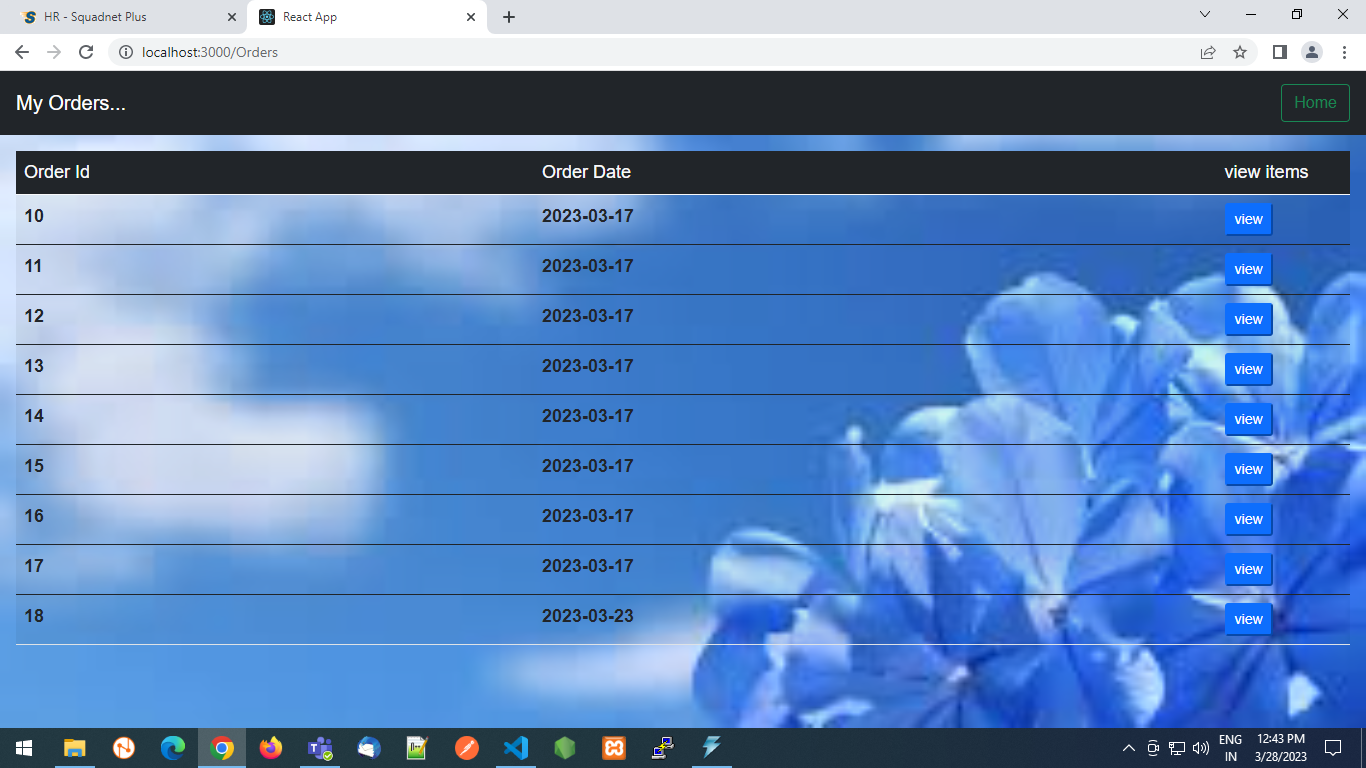 HR - Squadnet Plus
React App
localhost:3000/Orders
My Orders...
Home
Order Id Order Date view items
10 2023-03-17 view
11 2023-03-17 view
12 2023-03-17 view
13 2023-03-17 view
14 2023-03-17 view
15 2023-03-17 view
16 2023-03-17 view
17 2023-03-17 view
18 2023-03-23 view
ENG
IN
12:43 PM
3/28/2023